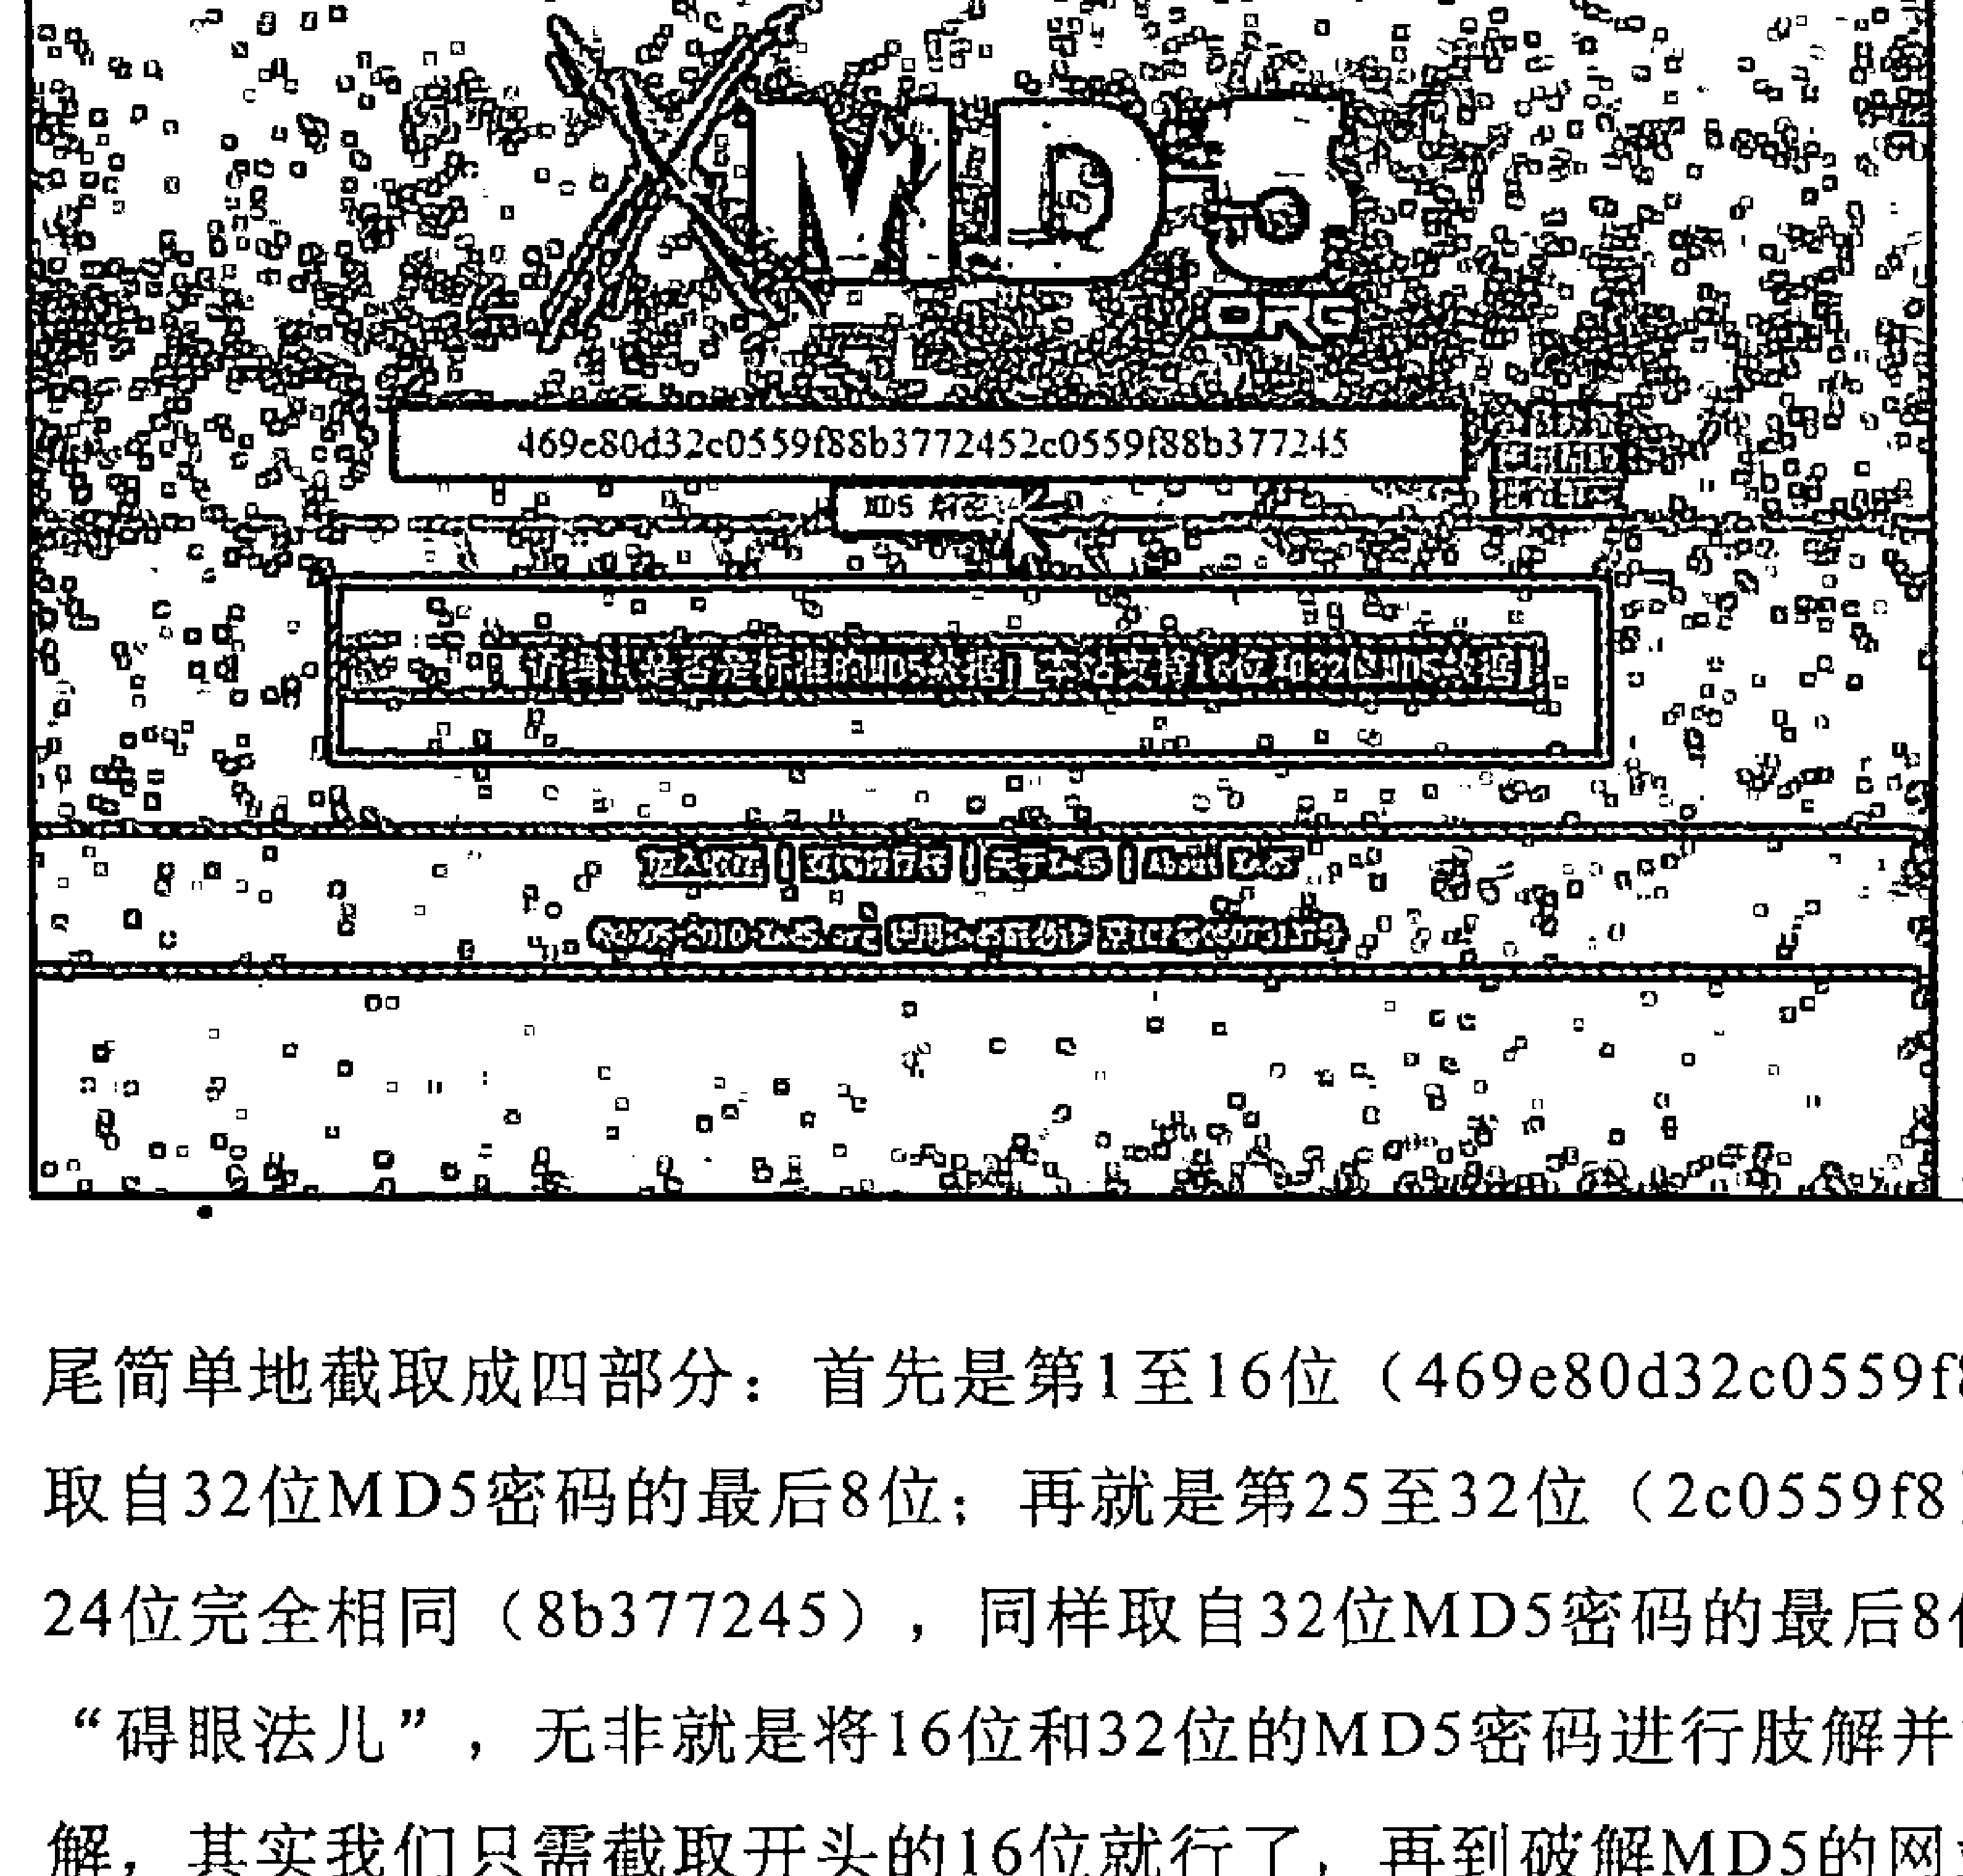 XMD5
ORG
469e80d32c0559f88b3772452c0559f88b377245
MD5
尾简单地截取成四部分：首先是第1至16位（469e80d32c0559f8
取自32位MD5密码的最后8位；再就是第25至32位（2c0559f8
24位完全相同（8b377245），同样取自32位MD5密码的最后8位
“碍眼法儿”，无非就是将16位和32位的MD5密码进行肢解并
解，其实我们只需截取开头的16位就行了，再到破解MD5的网